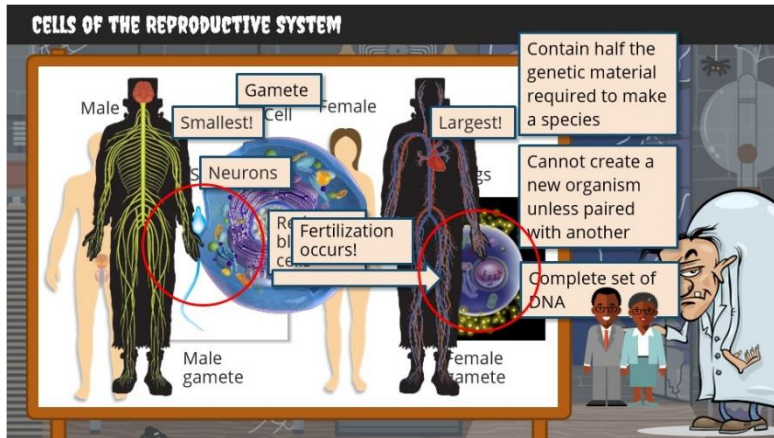 CELLS OF THE REPRODUCTIVE SYSTEM
Contain half the
genetic material
required to make
a species
Gamete
Male
Cell
Female
Smallest!
Largest!
Neurons
Cannot create a
new organism
unless paired
with another
Fertilization
occurs!
cells
Complete set of
DNA
Male
gamete
Female
gamete